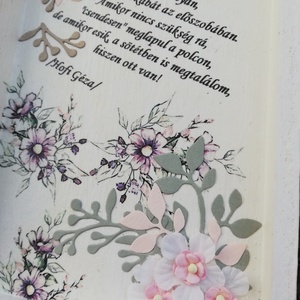 kabát az előszobában.
Amikor nincs szükség rá,
"csendesen" meglapul a polcon,
de amikor esik, a sötétben is megtalálom,
hiszen ott van!
/Hofi Géza/